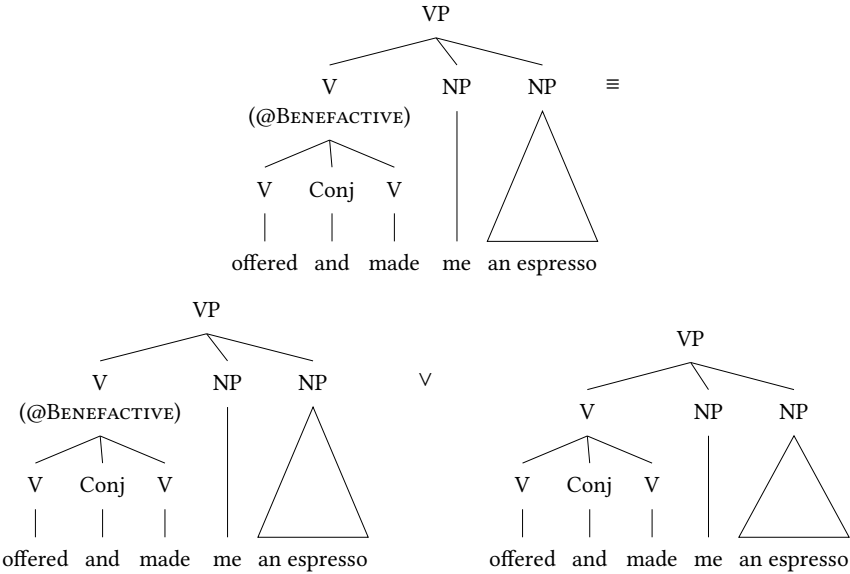 VP
V NP NP ≡
(@BENEFACTIVE)
V Conj V
offered and made me an espresso
VP
V NP NP
(@BENEFACTIVE)
V Conj V
offered and made me an espresso
∨
VP
V NP NP
V Conj V
offered and made me an espresso